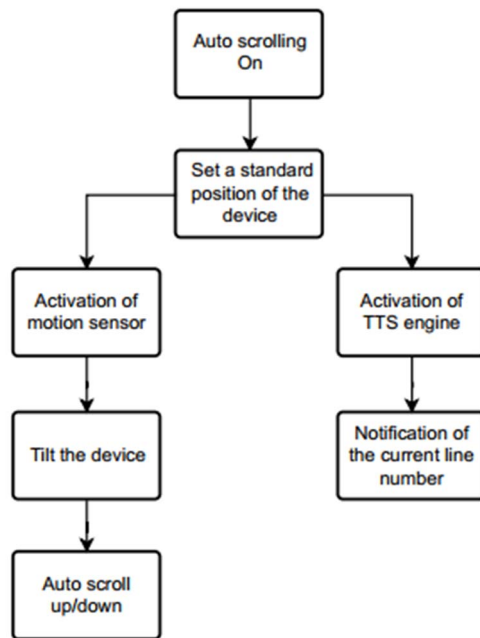 Auto scrolling
On
Set a standard
position of the
device
Activation of
motion sensor
Activation of
TTS engine
Tilt the device
Notification of
the current line
number
Auto scroll
up/down